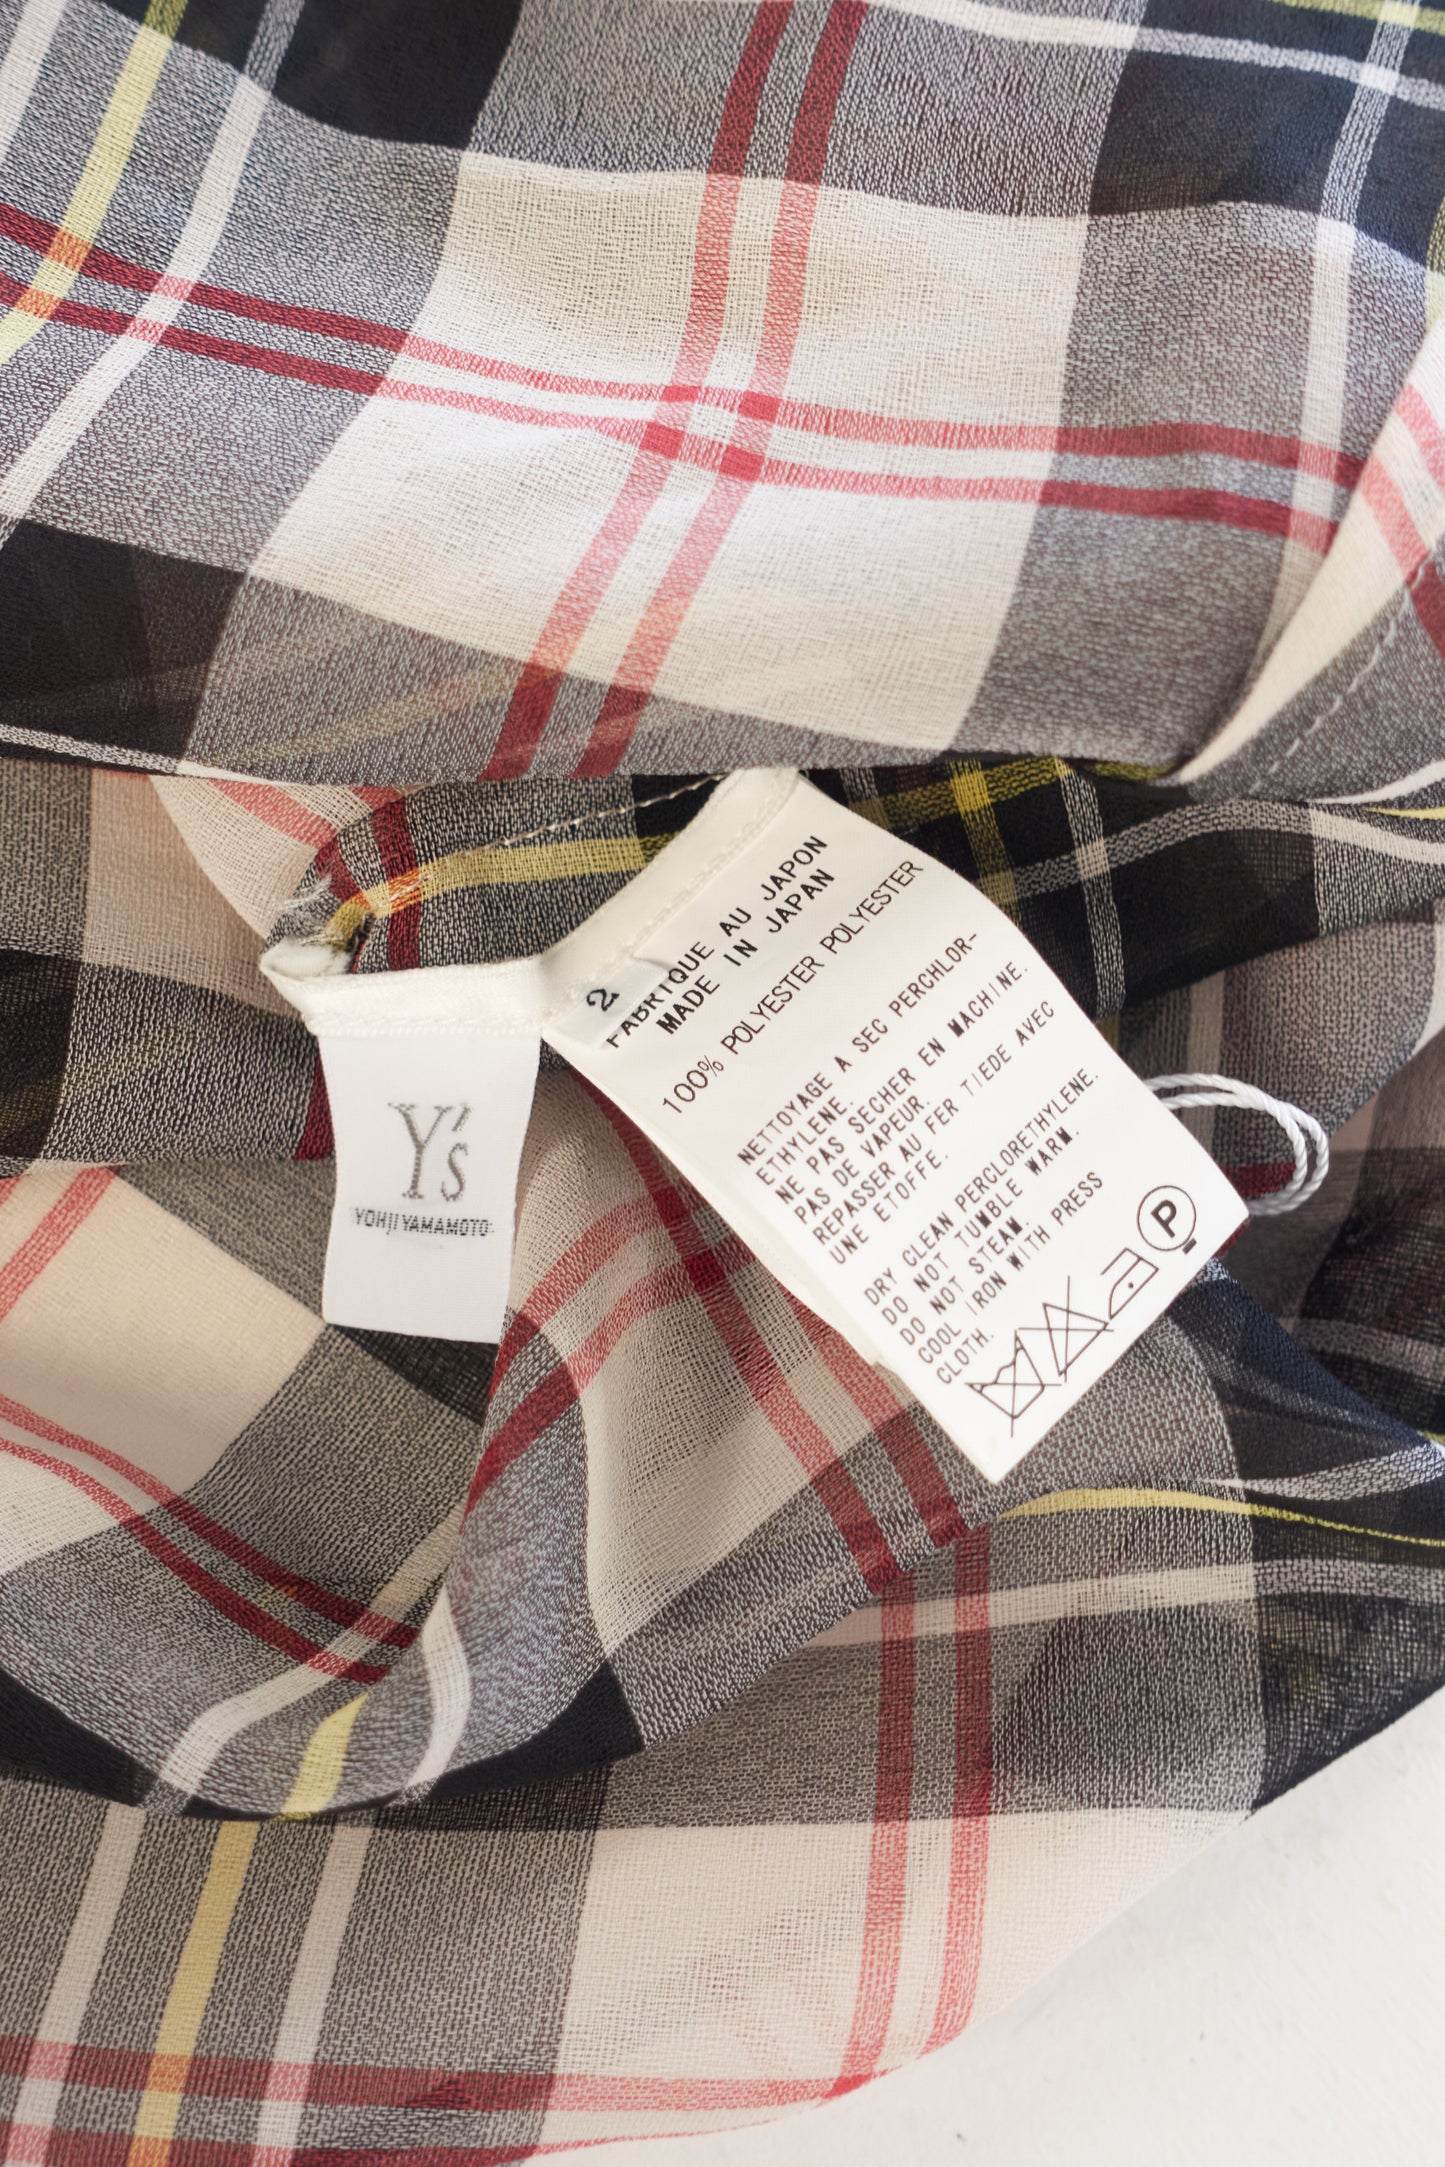 Y's
YOHJI YAMAMOTO
2
FABRIQUE AU JAPON
MADE IN JAPAN
100% POLYESTER POLYESTER
NETTOYAGE A SEC PERCHLOR-
ETHYLENE.
NE PAS SECHER EN MACHINE.
PAS DE VAPEUR.
REPASSER AU FER TIEDE AVEC
UNE ETOFFE.
DRY CLEAN PERCLORETHYLENE.
DO NOT TUMBLE WARM.
DO NOT STEAM.
COOL IRON WITH PRESS
CLOTH.
P